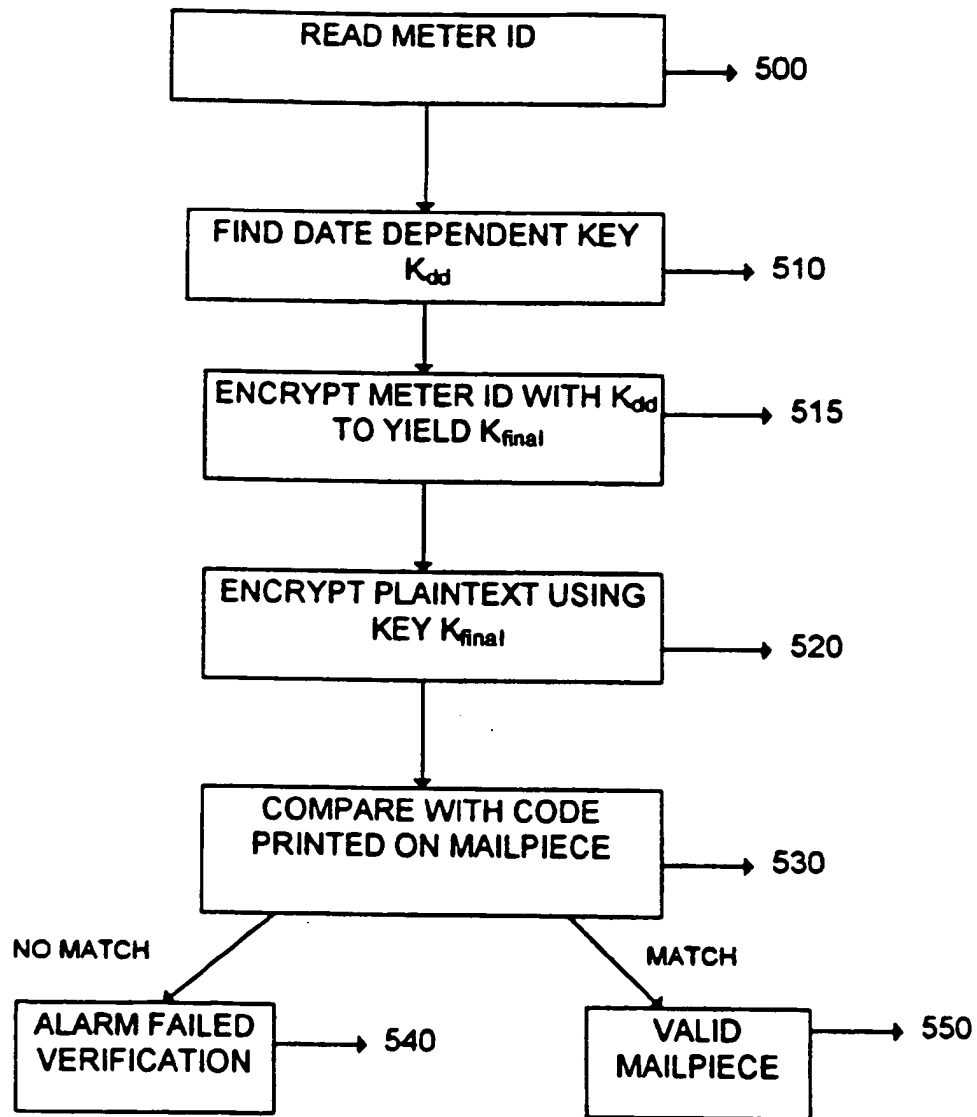 READ METER ID
500
FIND DATE DEPENDENT KEY
Kdd
510
ENCRYPT METER ID WITH Kdd
TO YIELD Kfinal
515
ENCRYPT PLAINTEXT USING
KEY Kfinal
520
COMPARE WITH CODE
PRINTED ON MAILPIECE
530
NO MATCH
MATCH
ALARM FAILED
VERIFICATION
540
VALID
MAILPIECE
550